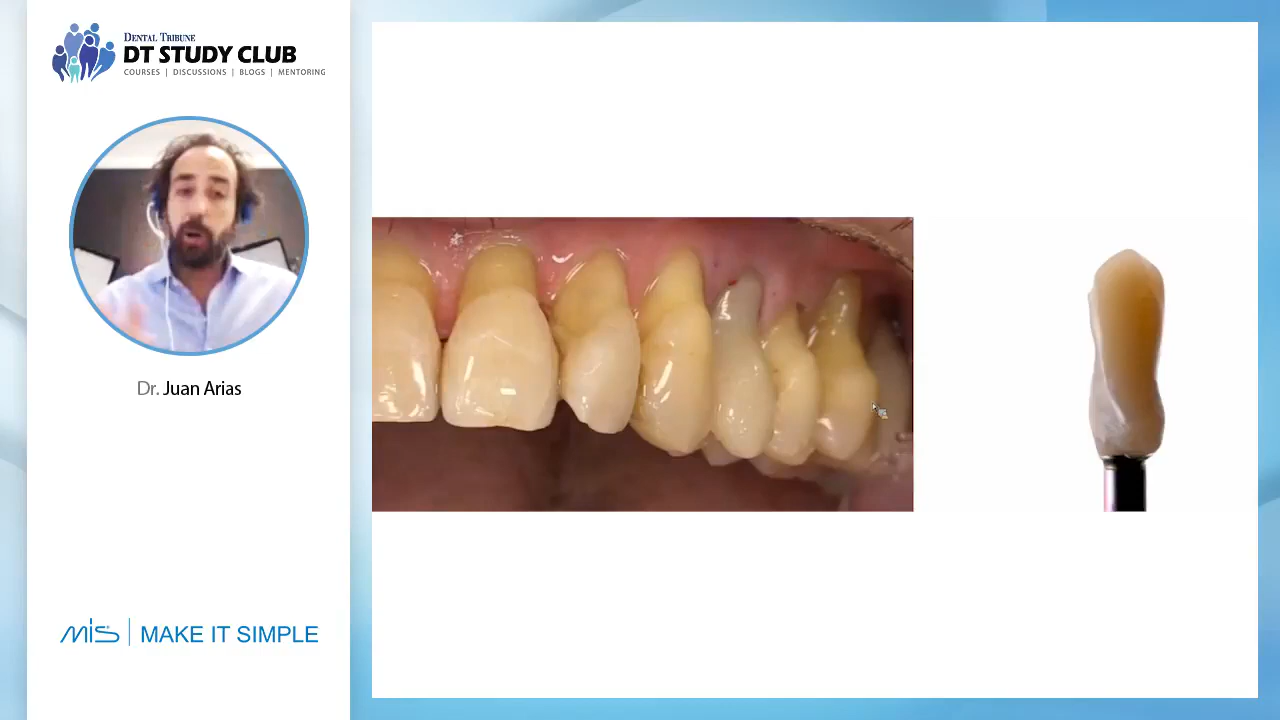 DENTAL TRIBUNE
DT STUDY CLUB
COURSES | DISCUSSIONS | BLOGS | MENTORING
Dr. Juan Arias
mis | MAKE IT SIMPLE